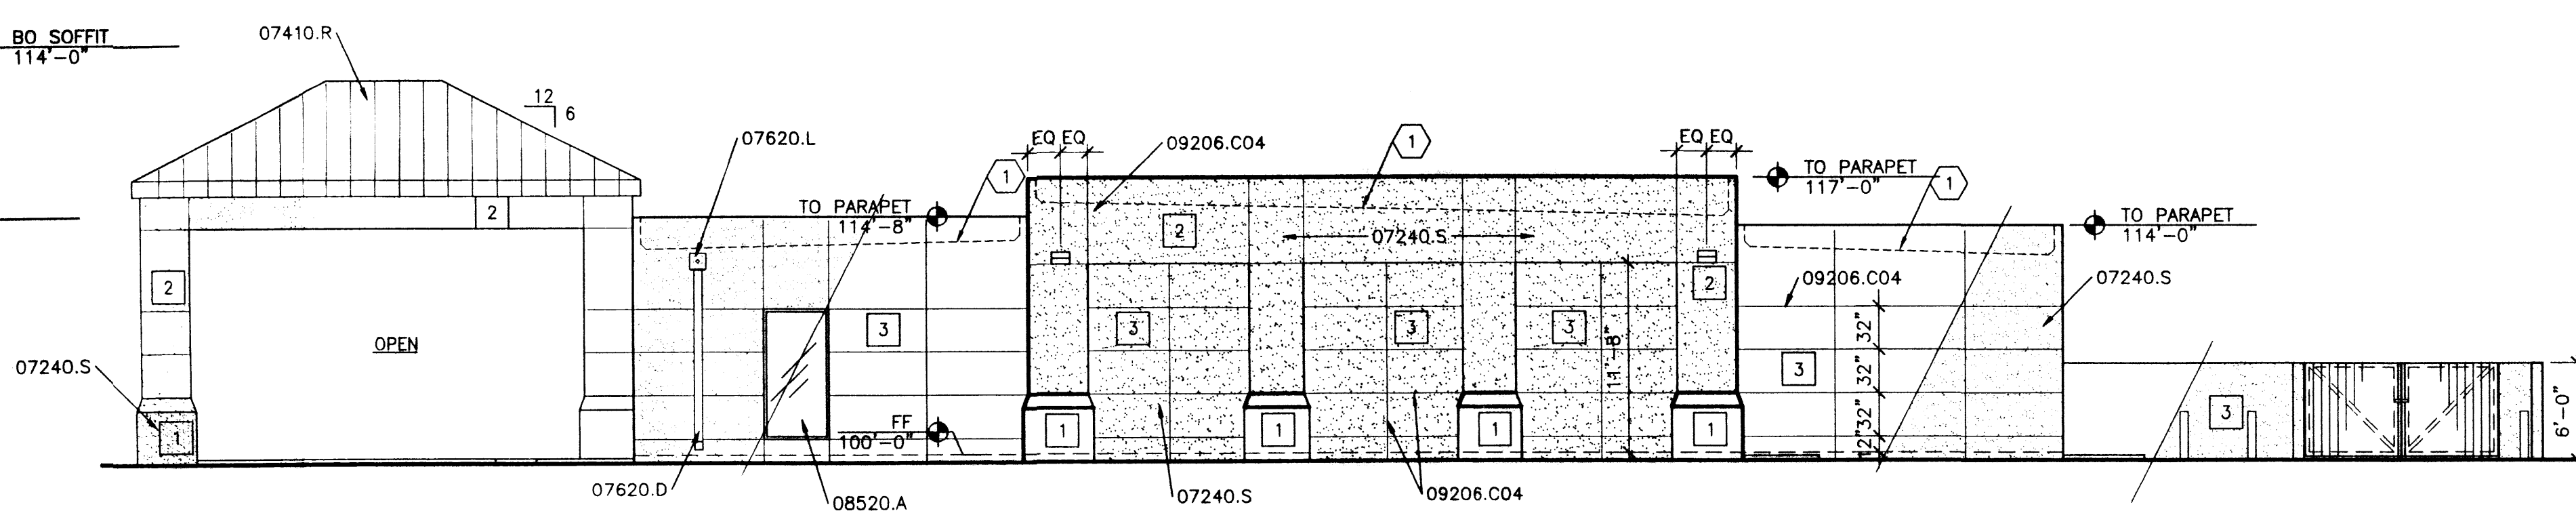 BO SOFFIT
114'-0"
07410.R
12
6
07620.L
1
EQ EQ
09206.C04
1
EQ EQ
TO PARAPET
117'-0"
1
TO PARAPET
114'-8"
TO PARAPET
114'-0"
2
2
07240.S
2
2
09206.C04
07240.S
OPEN
3
3
3
3
11'-8"
32"
32"
32"
12"
3
07240.S
1
FF
100'-0"
1
1
1
1
3
6'-0"
07620.D
08520.A
07240.S
09206.C04